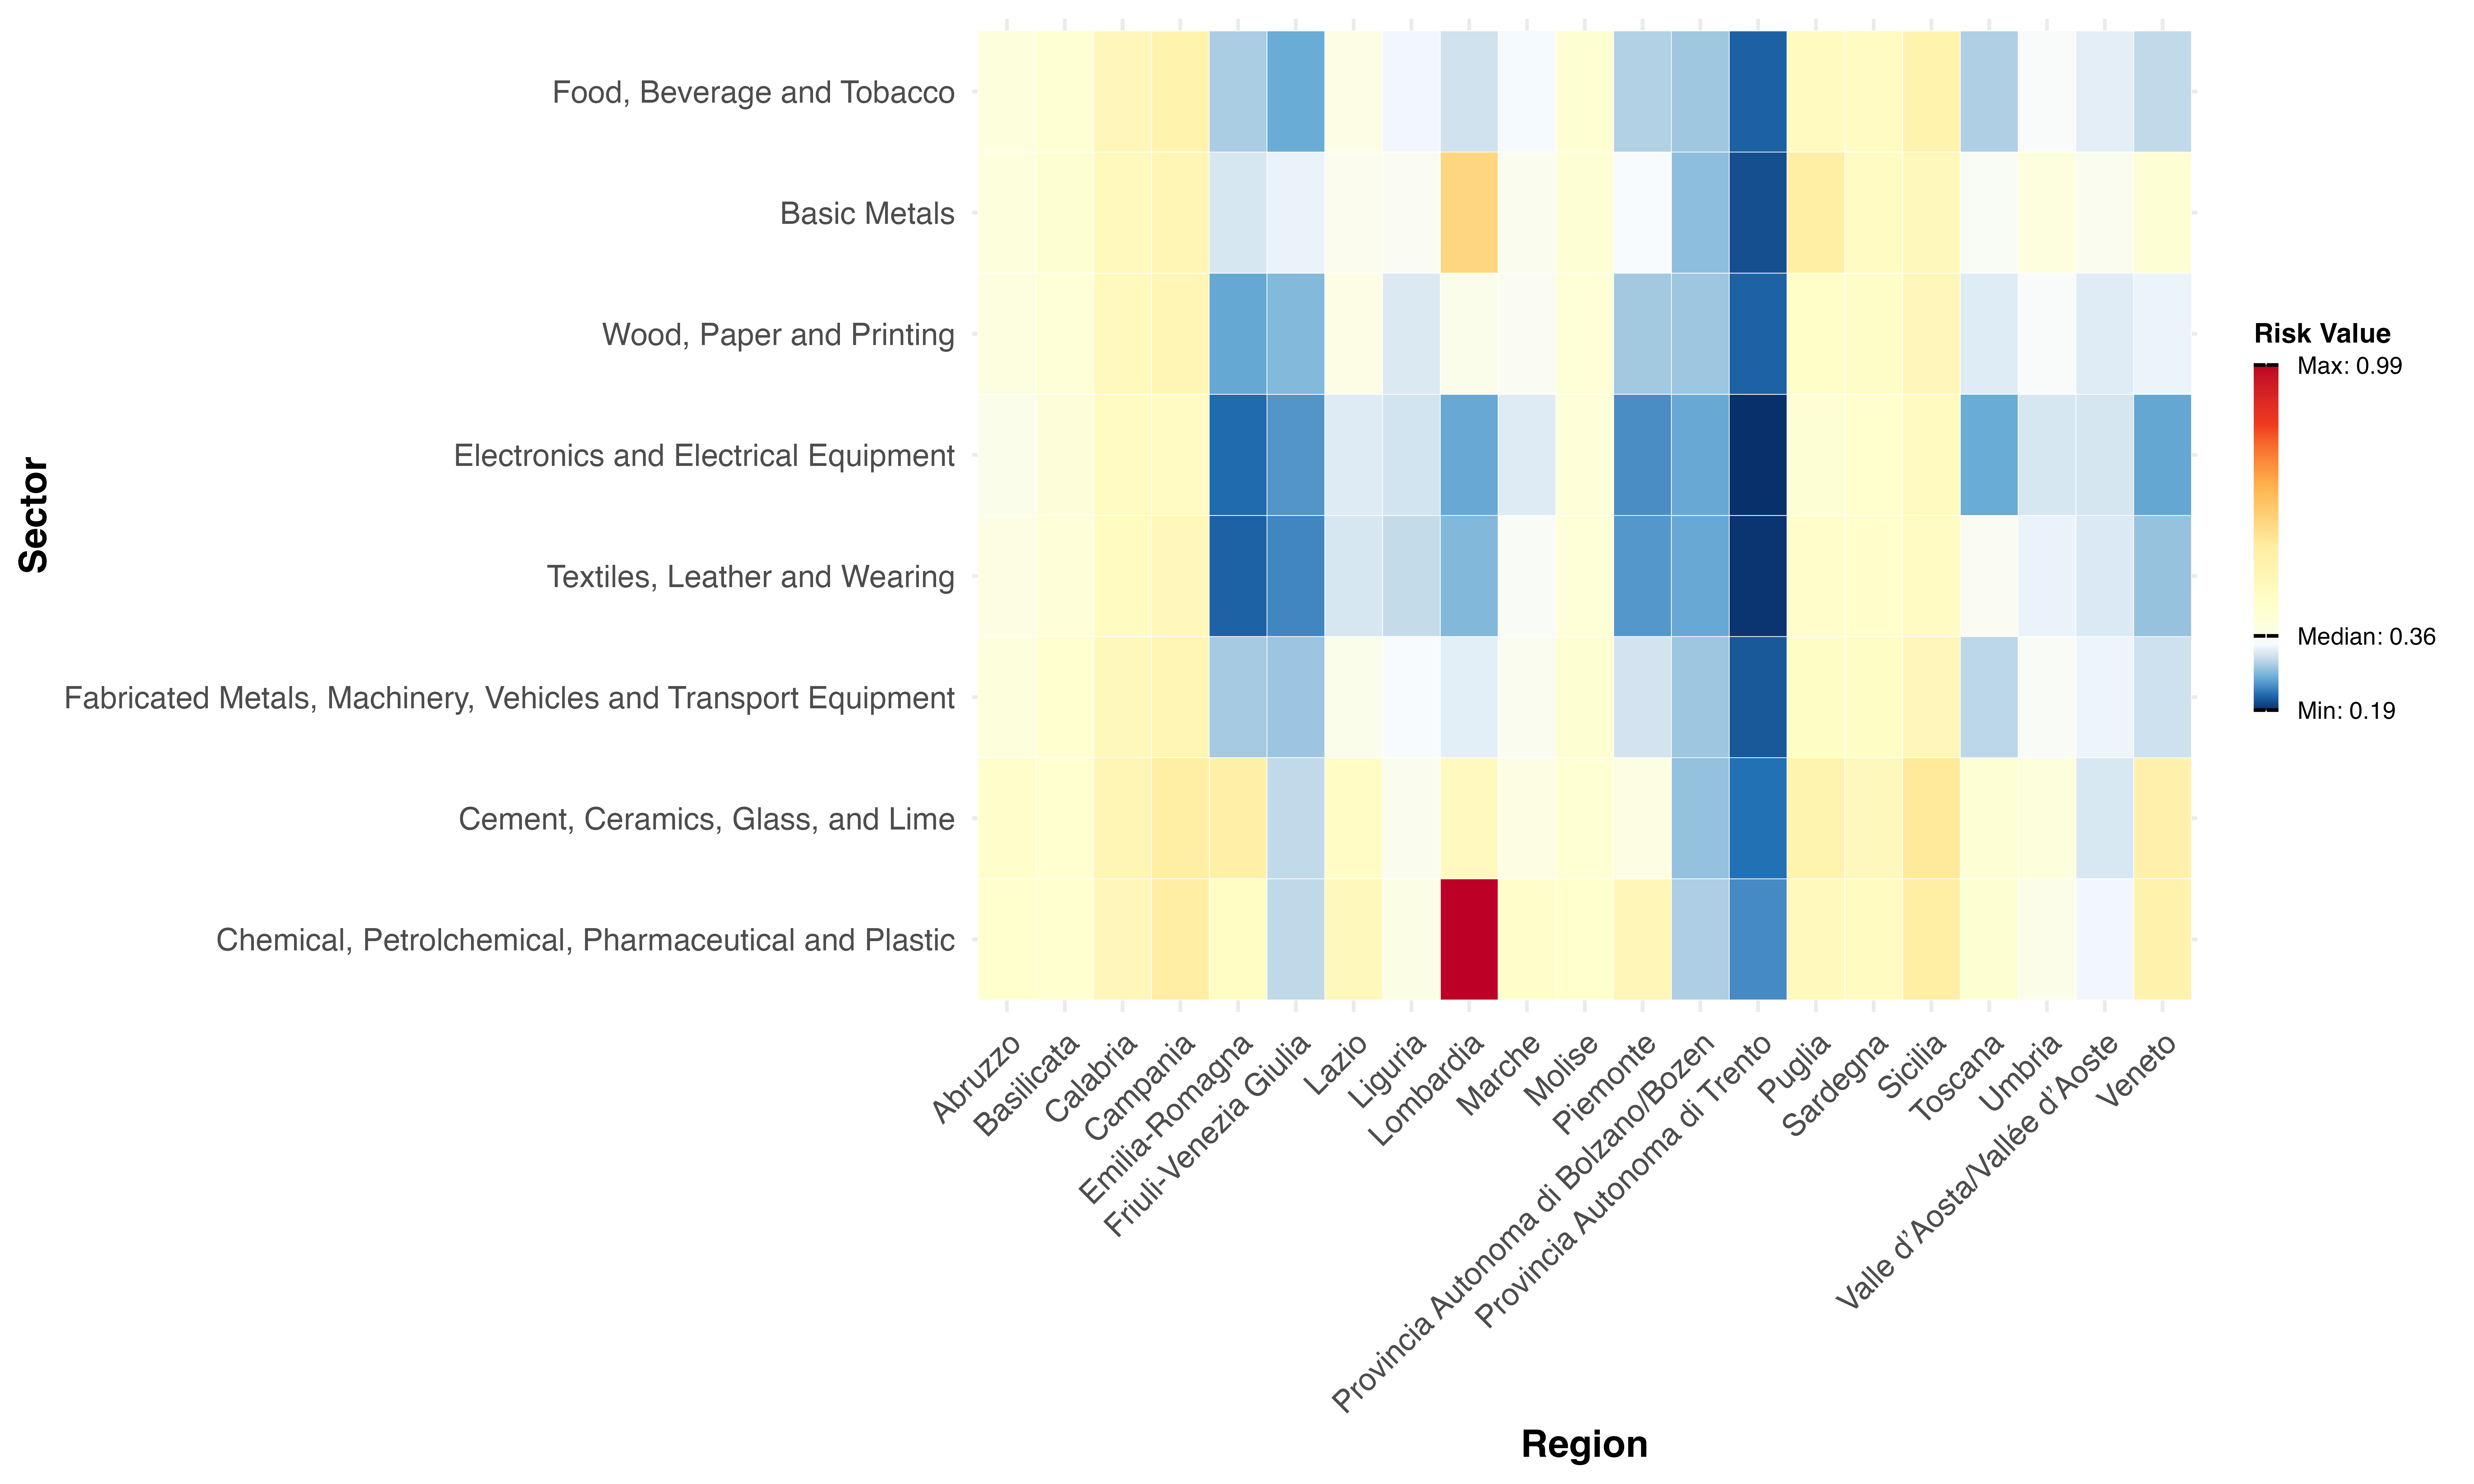 Sector
Food, Beverage and Tobacco
Basic Metals
Wood, Paper and Printing
Electronics and Electrical Equipment
Textiles, Leather and Wearing
Fabricated Metals, Machinery, Vehicles and Transport Equipment
Cement, Ceramics, Glass, and Lime
Chemical, Petrolchemical, Pharmaceutical and Plastic
Abruzzo
Basilicata
Calabria
Campania
Emilia-Romagna
Friuli-Venezia Giulia
Lazio
Liguria
Lombardia
Marche
Molise
Piemonte
Provincia Autonoma di Bolzano/Bozen
Provincia Autonoma di Trento
Puglia
Sardegna
Sicilia
Toscana
Umbria
Valle d'Aosta/Vallée d'Aoste
Veneto
Region
Risk Value
Max: 0.99
Median: 0.36
Min: 0.19